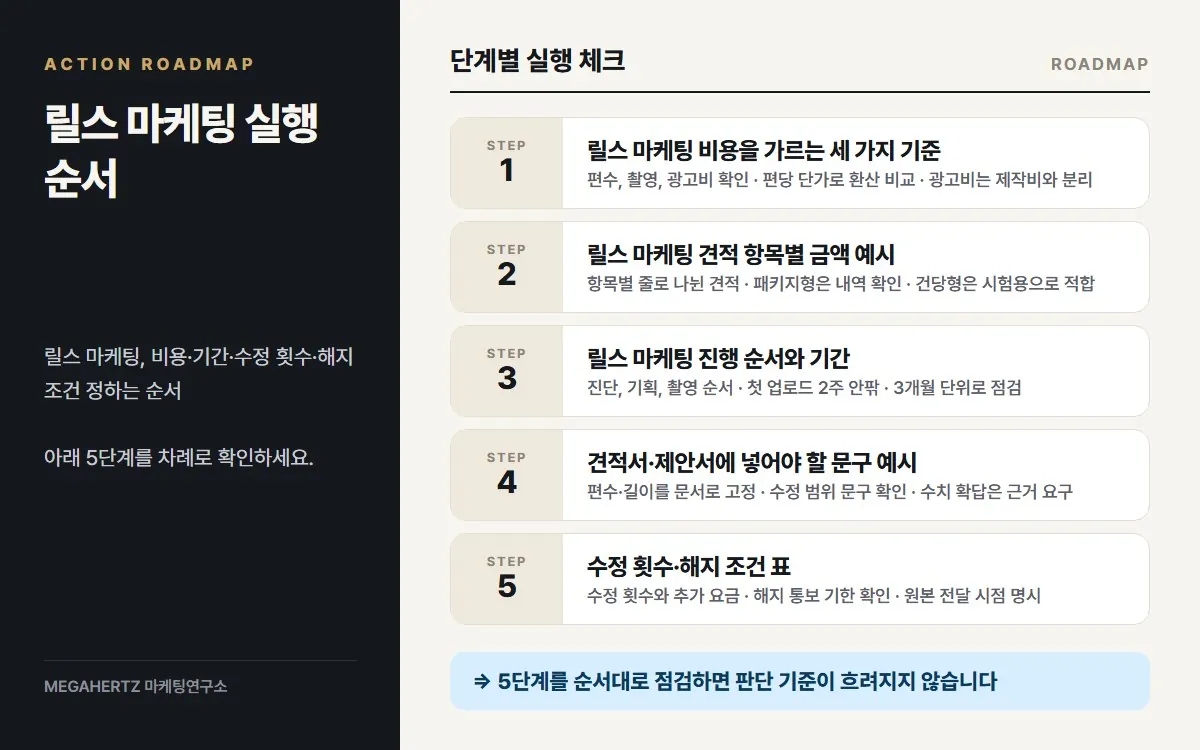 ACTION ROADMAP
릴스 마케팅 실행
순서
릴스 마케팅, 비용·기간·수정 횟수·해지
조건 정하는 순서
아래 5단계를 차례로 확인하세요.
MEGAHERTZ 마케팅연구소
단계별 실행 체크
ROADMAP
STEP
1
릴스 마케팅 비용을 가르는 세 가지 기준
편수, 촬영, 광고비 확인 · 편당 단가로 환산 비교 · 광고비는 제작비와 분리
STEP
2
릴스 마케팅 견적 항목별 금액 예시
항목별 줄로 나뉜 견적 · 패키지형은 내역 확인 · 건당형은 시험용으로 적합
STEP
3
릴스 마케팅 진행 순서와 기간
진단, 기획, 촬영 순서 · 첫 업로드 2주 안팎 · 3개월 단위로 점검
STEP
4
견적서·제안서에 넣어야 할 문구 예시
편수·길이를 문서로 고정 · 수정 범위 문구 확인 · 수치 확답은 근거 요구
STEP
5
수정 횟수·해지 조건 표
수정 횟수와 추가 요금 · 해지 통보 기한 확인 · 원본 전달 시점 명시
→ 5단계를 순서대로 점검하면 판단 기준이 흐려지지 않습니다